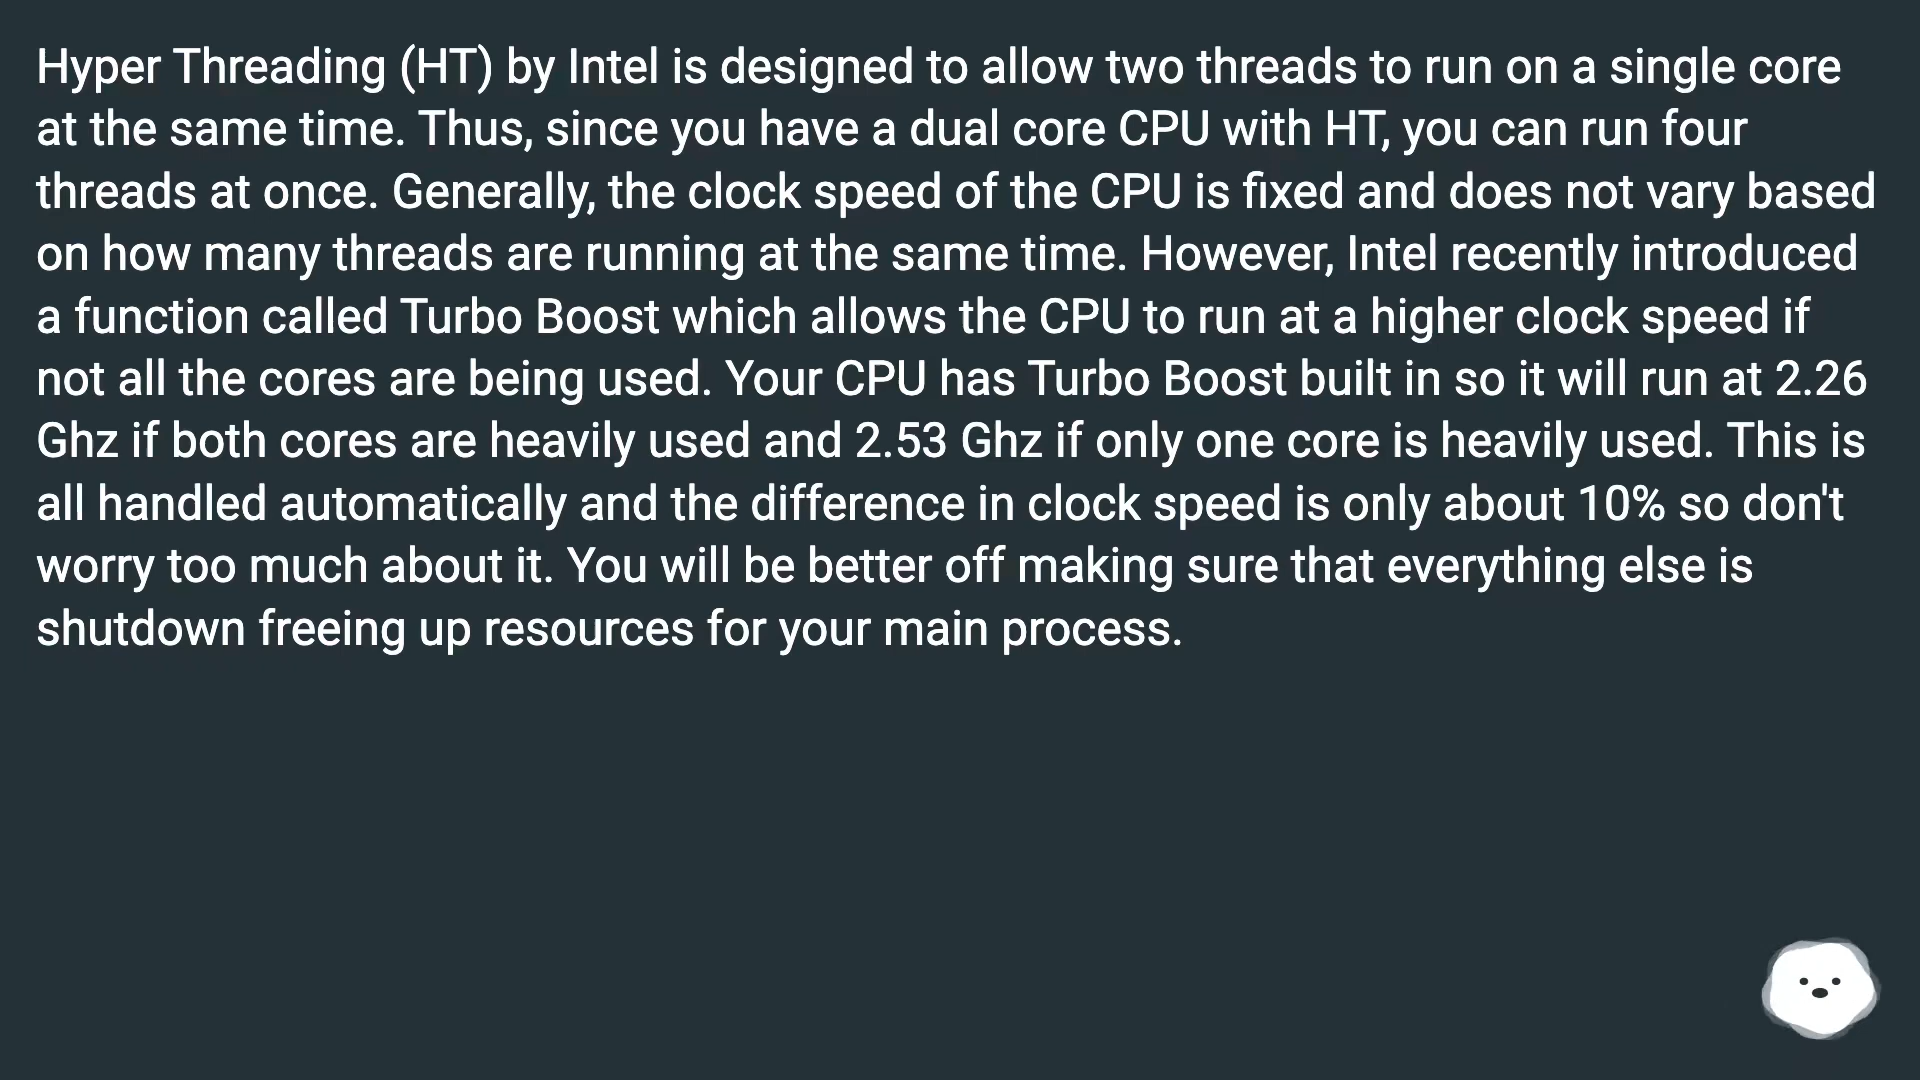 Hyper Threading (HT) by Intel is designed to allow two threads to run on a single core
at the same time. Thus, since you have a dual core CPU with HT, you can run four
threads at once. Generally, the clock speed of the CPU is fixed and does not vary based
on how many threads are running at the same time. However, Intel recently introduced
a function called Turbo Boost which allows the CPU to run at a higher clock speed if
not all the cores are being used. Your CPU has Turbo Boost built in so it will run at 2.26
Ghz if both cores are heavily used and 2.53 Ghz if only one core is heavily used. This is
all handled automatically and the difference in clock speed is only about 10% so don't
worry too much about it. You will be better off making sure that everything else is
shutdown freeing up resources for your main process.